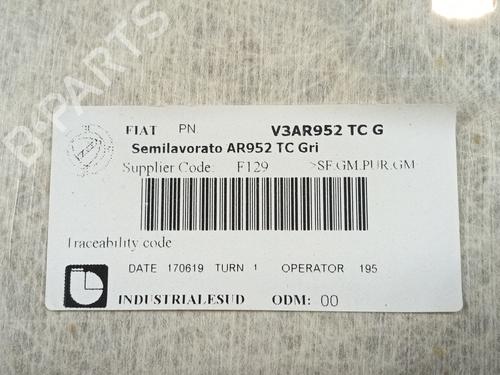 B-PARTS
FIAT PN V3AR952 TC G
Semilavorato AR952 TC Gri
Supplier Code: F129 >SF.GM.PUR.GM
Traceability code
DATE 170619 TURN 1 OPERATOR 195
INDUSTRIALESUD ODM: 00